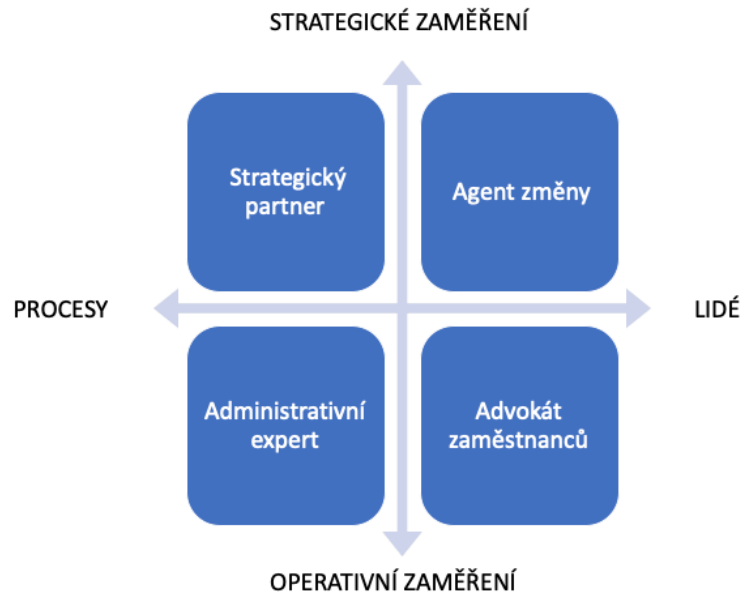 STRATEGICKÉ ZAMĚŘENÍ
Strategický
partner
Agent změny
PROCESY
LIDÉ
Administrativní
expert
Advokát
zaměstnanců
OPERATIVNÍ ZAMĚŘENÍ